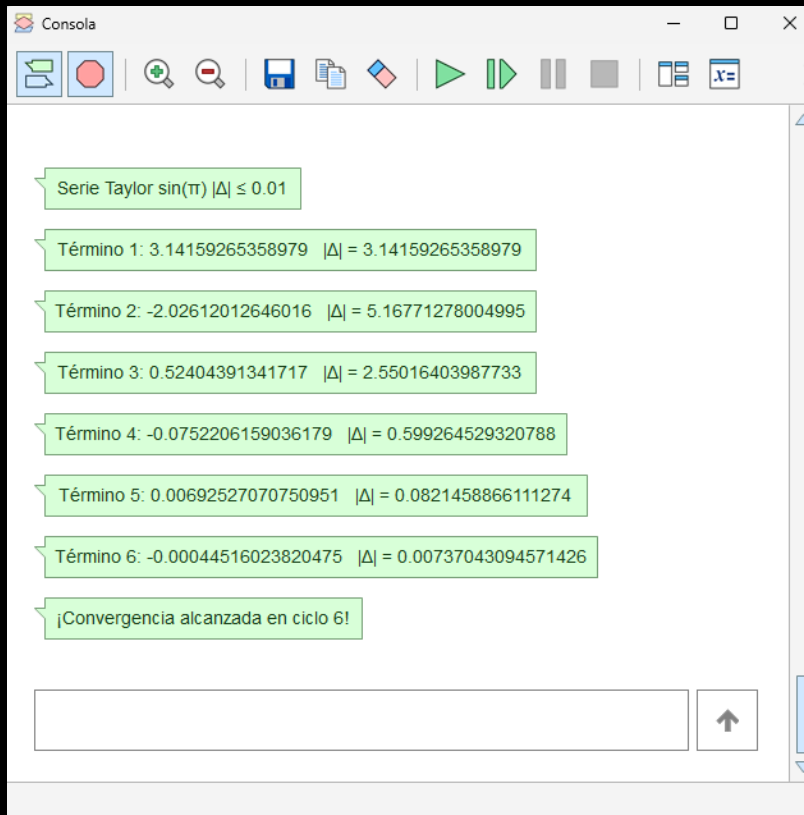 Consola
x=
Serie Taylor sin(π) |Δ| ≤ 0.01
Término 1: 3.14159265358979   |Δ| = 3.14159265358979
Término 2: -2.02612012646016   |Δ| = 5.16771278004995
Término 3: 0.52404391341717   |Δ| = 2.55016403987733
Término 4: -0.0752206159036179   |Δ| = 0.599264529320788
Término 5: 0.00692527070750951   |Δ| = 0.0821458866111274
Término 6: -0.00044516023820475   |Δ| = 0.00737043094571426
¡Convergencia alcanzada en ciclo 6!